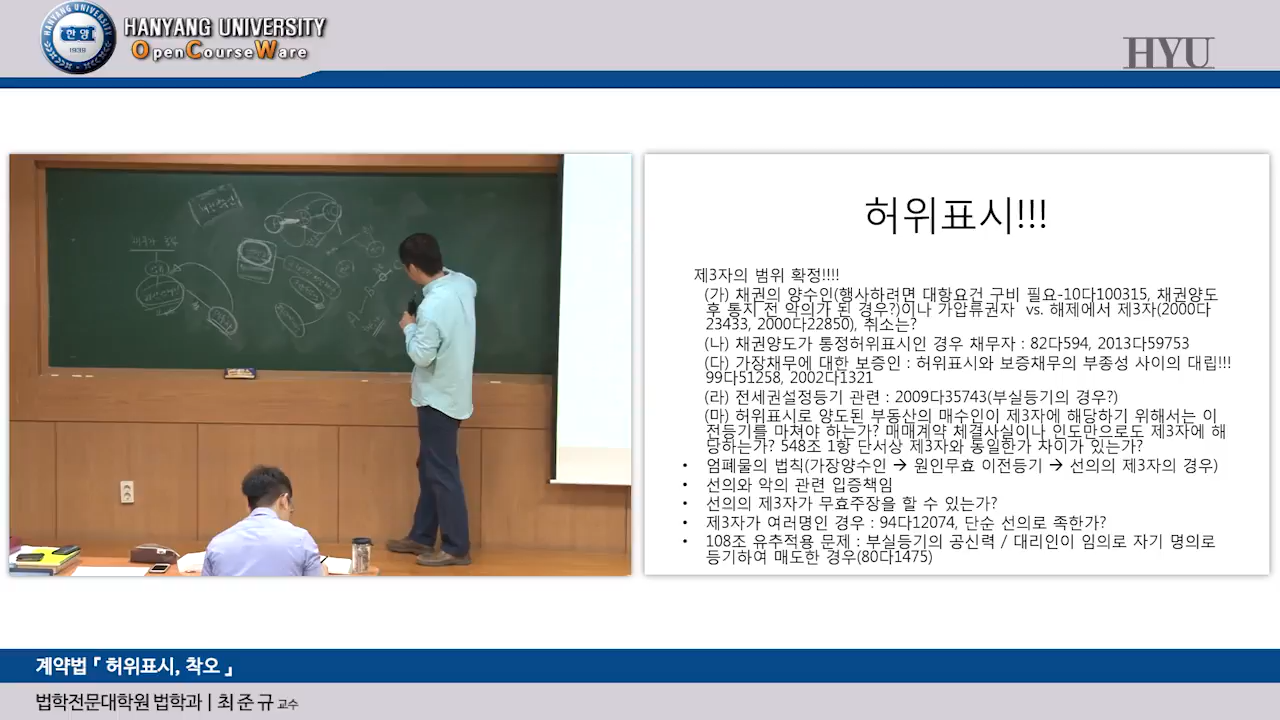 HANYANG UNIVERSITY
OpenCourseWare
한양
1939
HYU
허위표시!!!
제3자의 범위 확정!!!!
(가) 채권의 양수인(행사하려면 대항요건 구비 필요-10다100315, 채권양도
후 통지 전 악의가 된 경우?)이나 가압류권자 vs. 해제에서 제3자(2000다
23433, 2000다22850), 취소는?
(나) 채권양도가 통정허위표시인 경우 채무자 : 82다594, 2013다59753
(다) 가장채무에 대한 보증인 : 허위표시와 보증채무의 부종성 사이의 대립!!!
99다51258, 2002다1321
(라) 전세권설정등기 관련 : 2009다35743(부실등기의 경우?)
(마) 허위표시로 양도된 부동산의 매수인이 제3자에 해당하기 위해서는 이
전등기를 마쳐야 하는가? 매매계약 체결사실이나 인도만으로도 제3자에 해
당하는가? 548조 1항 단서상 제3자와 동일한가 차이가 있는가?
• 엄폐물의 법칙(가장양수인 → 원인무효 이전등기 → 선의의 제3자의 경우)
• 선의와 악의 관련 입증책임
• 선의의 제3자가 무효주장을 할 수 있는가?
• 제3자가 여러명인 경우 : 94다12074, 단순 선의로 족한가?
• 108조 유추적용 문제 : 부실등기의 공신력 / 대리인이 임의로 자기 명의로
등기하여 매도한 경우(80다1475)
계약법 『 허위표시, 착오 』
법학전문대학원 법학과 | 최 준 규 교수